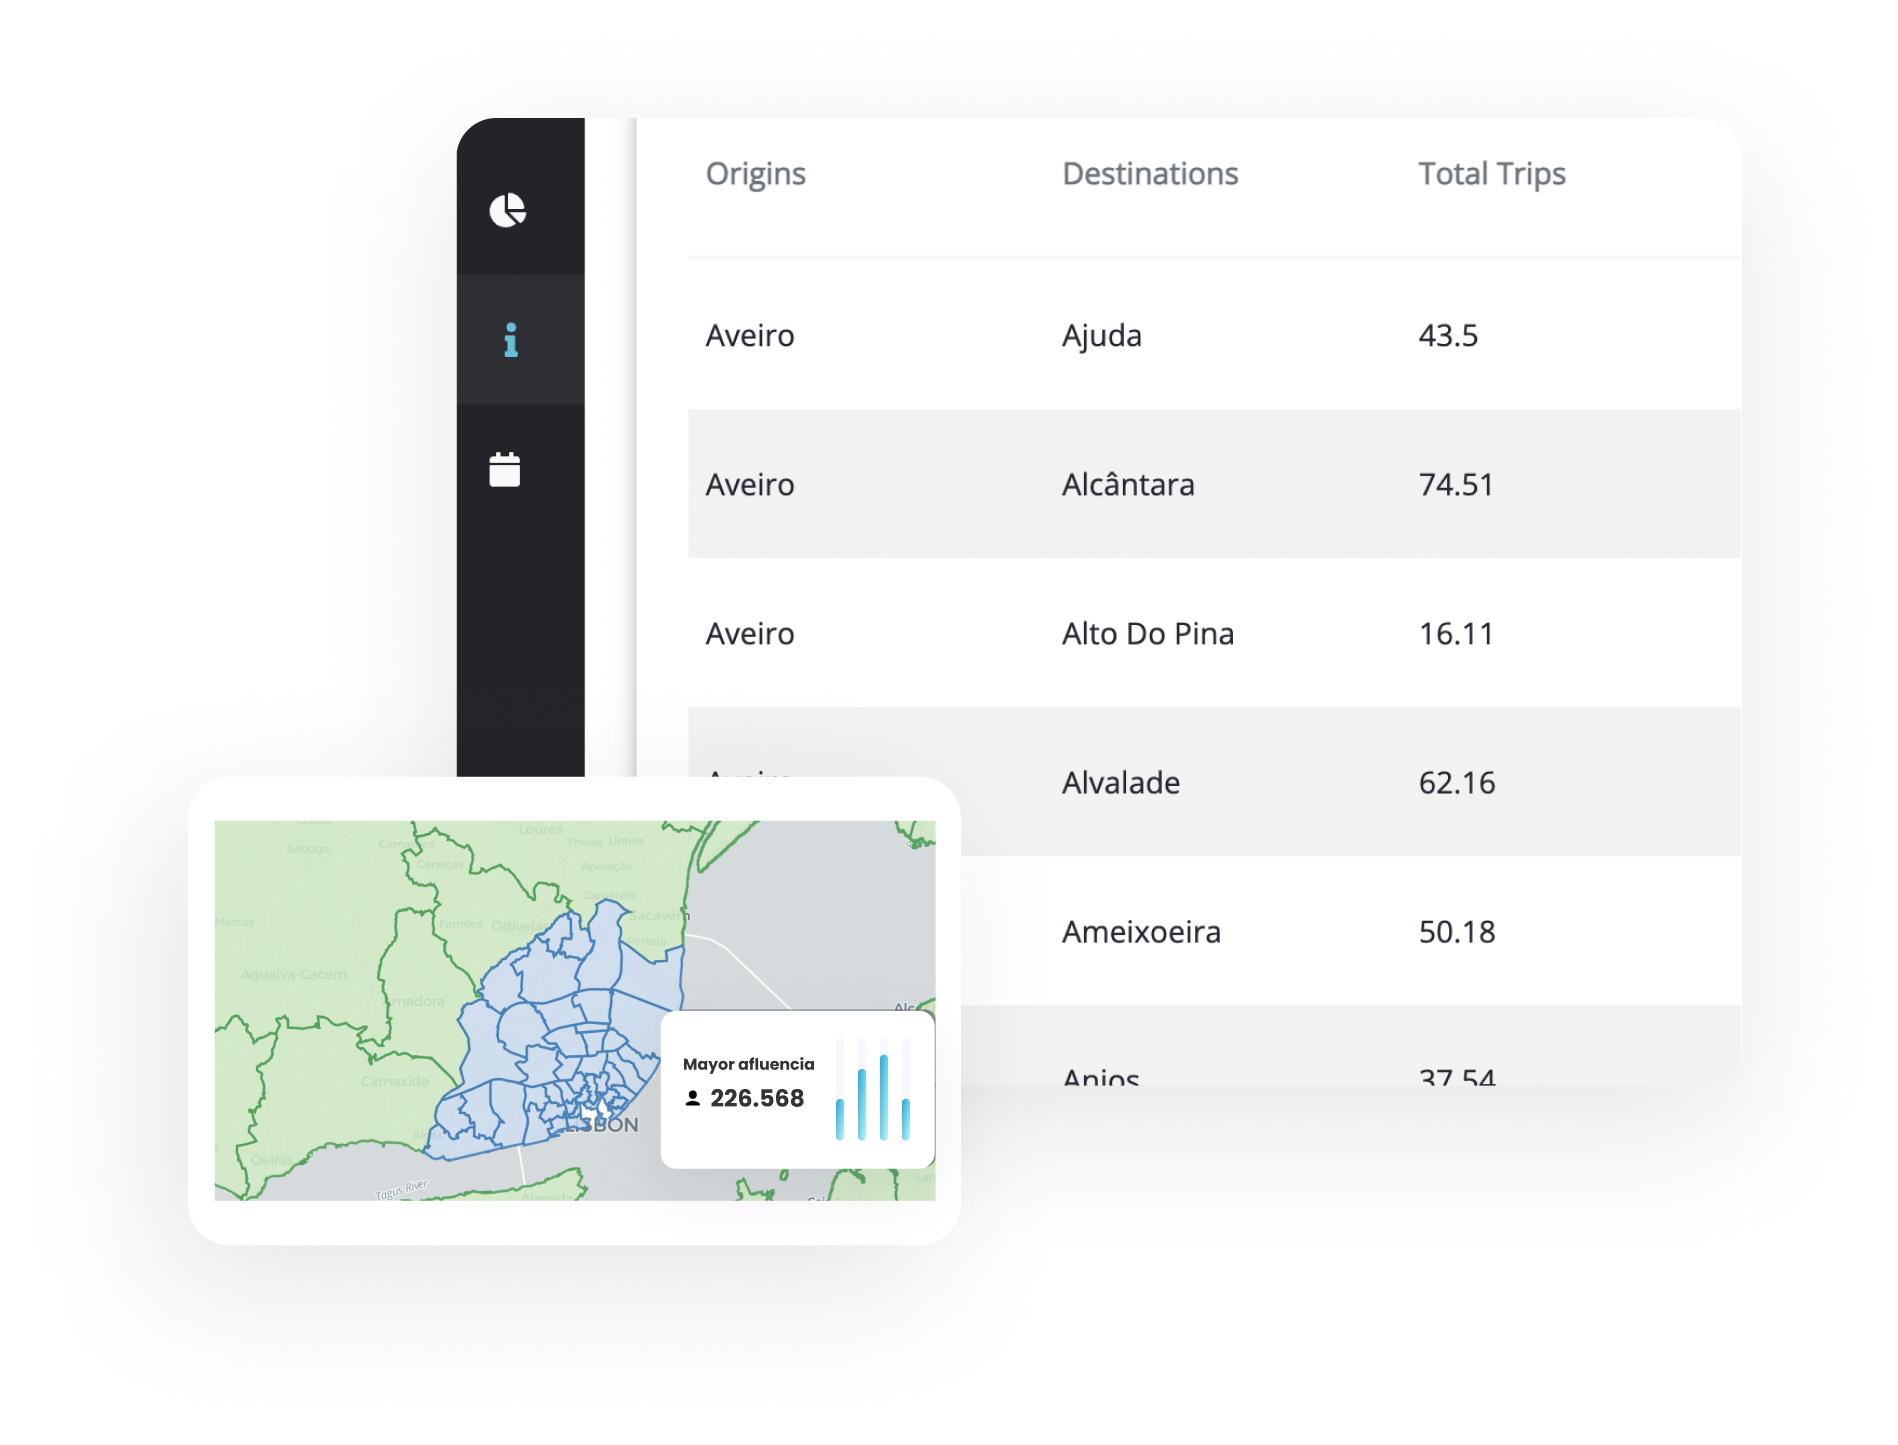 Origins Destinations Total Trips
Aveiro Ajuda 43.5
Aveiro Alcântara 74.51
Aveiro Alto Do Pina 16.11
Alvalade 62.16
Ameixoeira 50.18
Anjos 37.54
Loures
Sabugo
Frielas Unhos
Caneças
Apelação
Camarate
Mercês
Famões
Odivelas
Sacavém
Portela
Agualva-Cacém
Amadora
Alc
Mayor afluencia
226.568
Carnaxide
LISBON
Oeiras
Tagus River
Almada